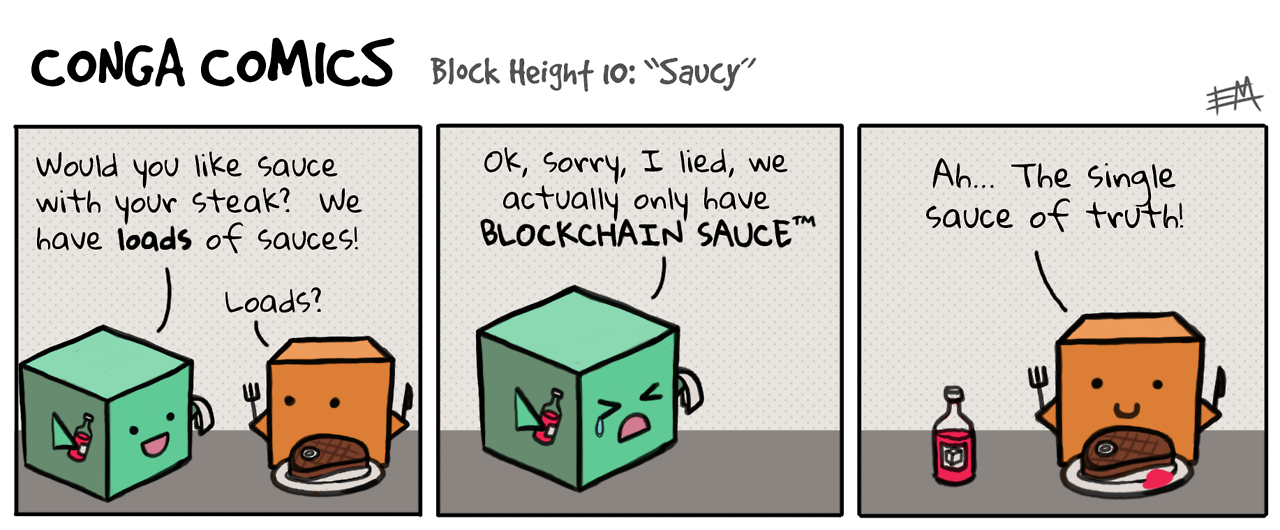 CONGA COMICS Block Height 10: "Saucy"
EM
Would you like sauce
with your steak? We
have loads of sauces!
Loads?
Ok, sorry, I lied, we
actually only have
BLOCKCHAIN SAUCE™
Ah... The single
sauce of truth!